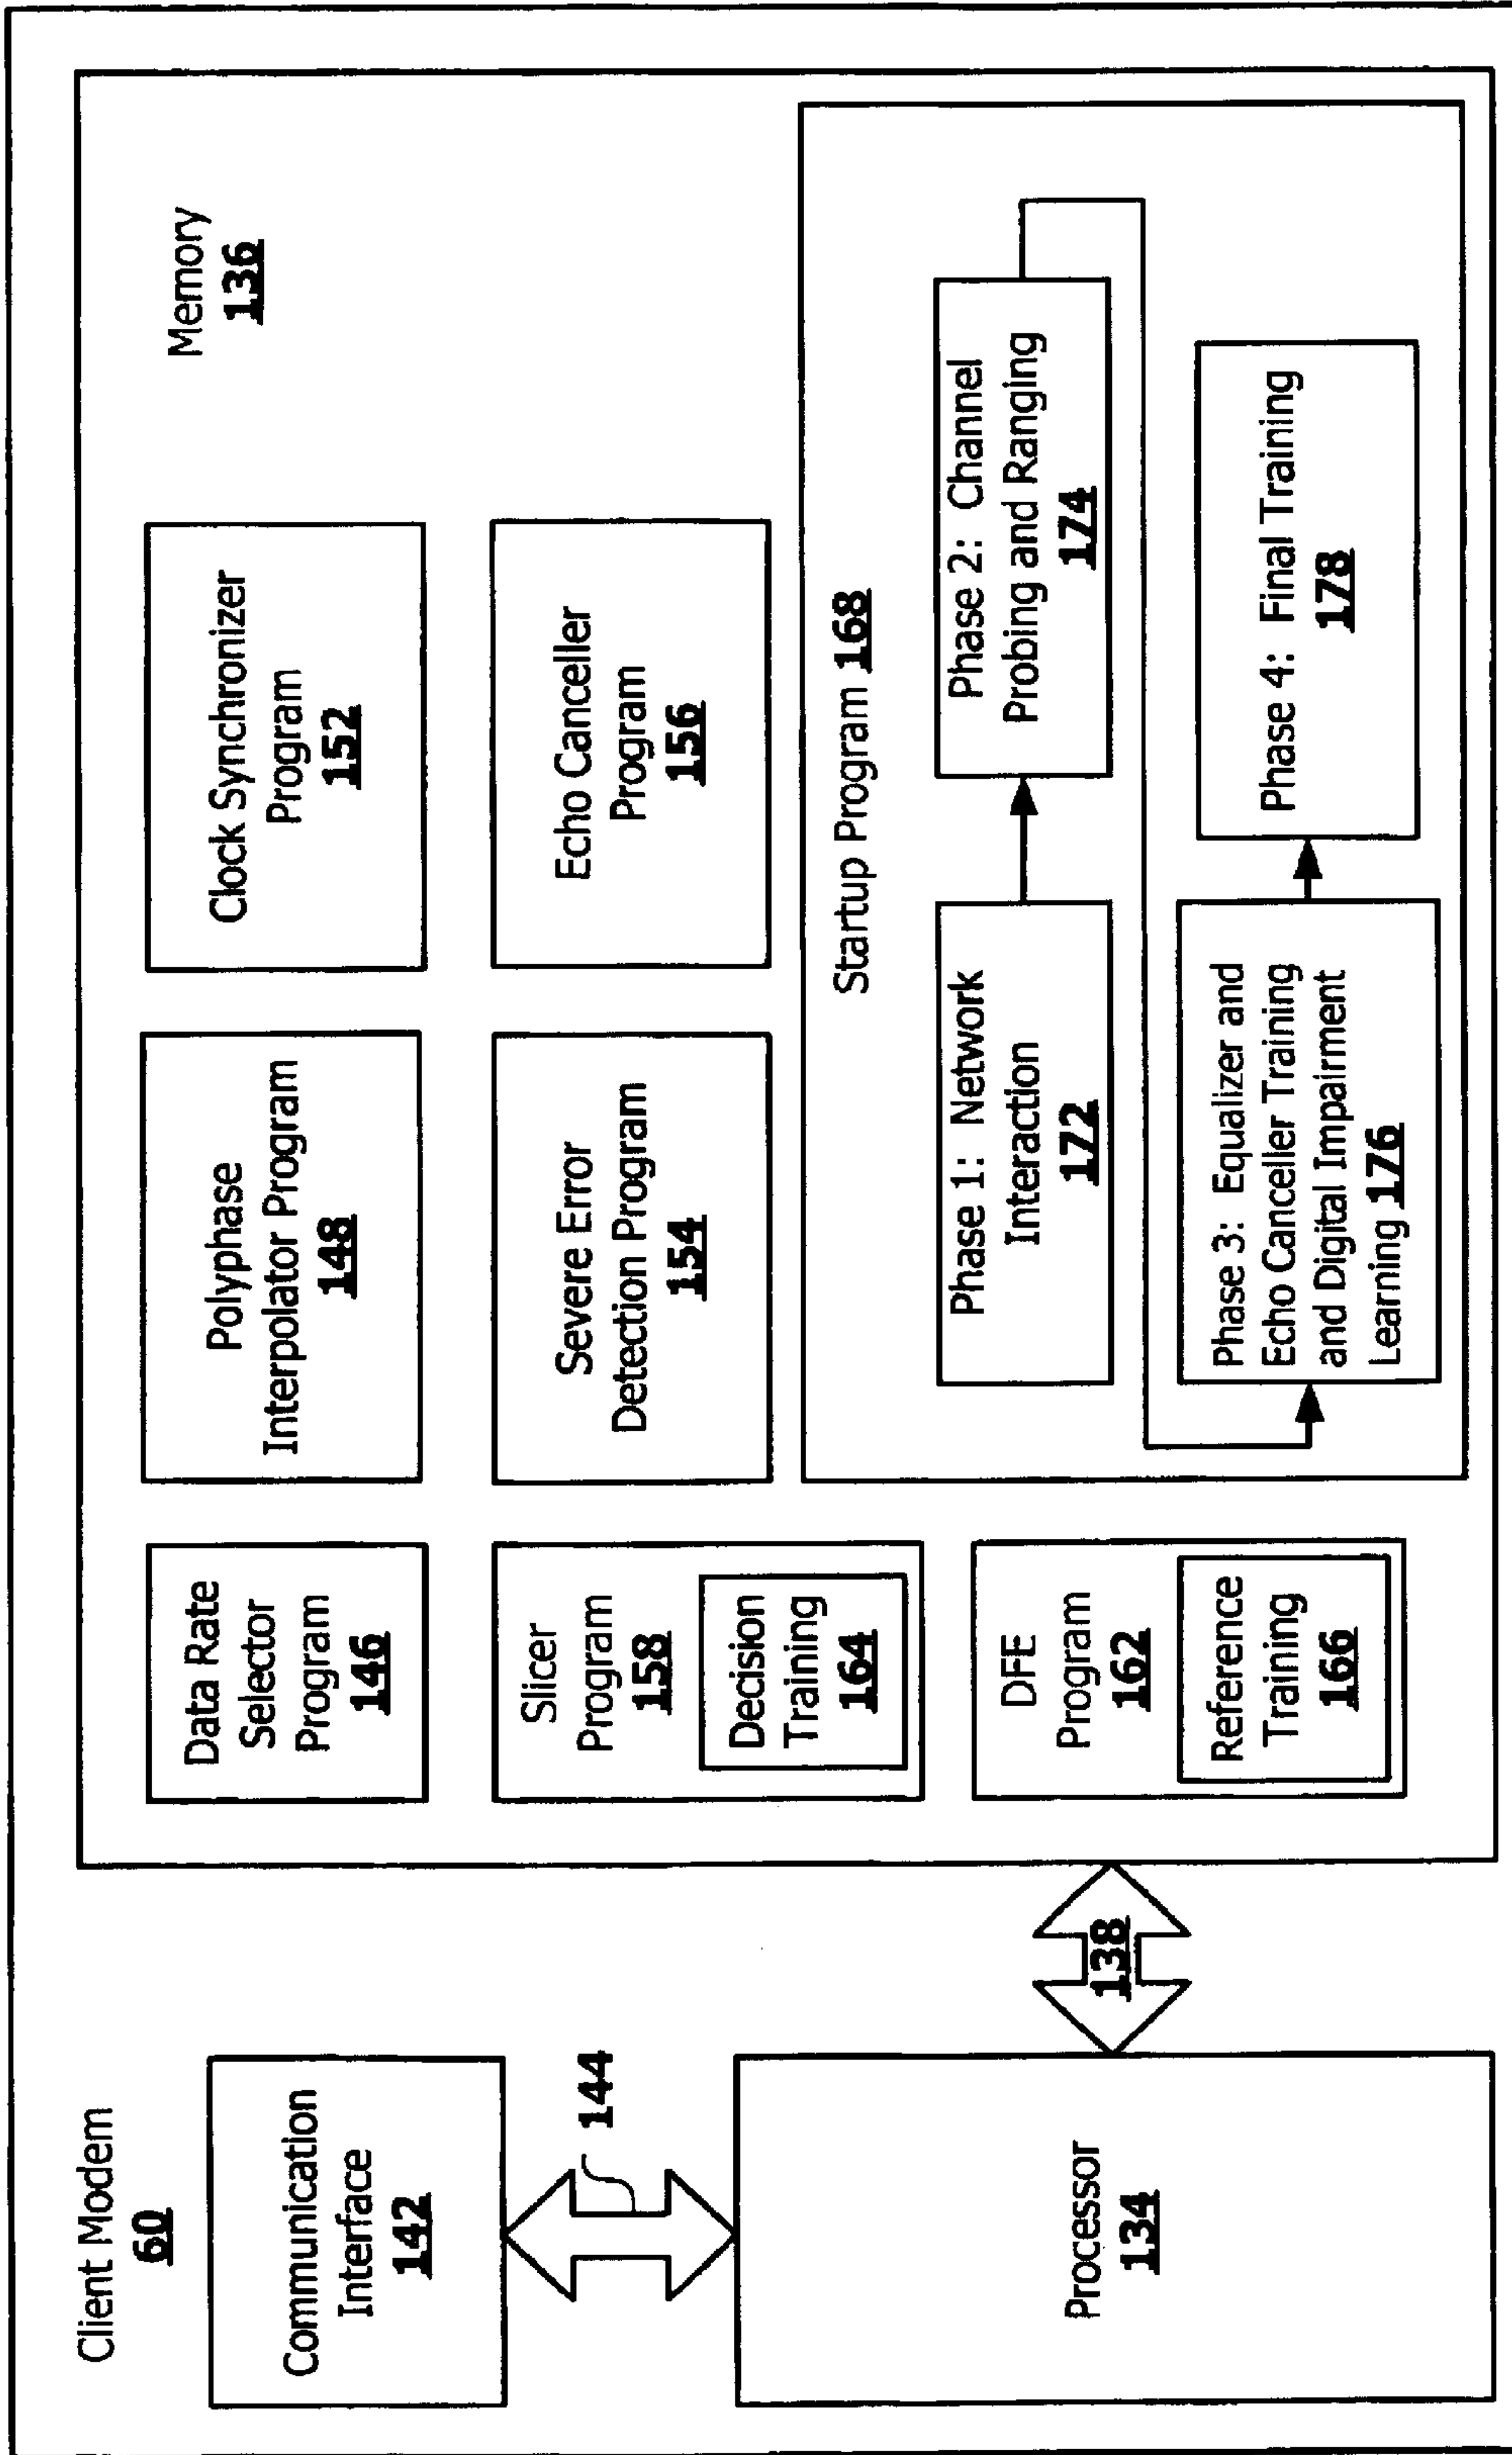 Client Modem
60
Communication
Interface
142
144
Processor
134
138
Memory
136
Data Rate
Selector
Program
146
Polyphase
Interpolator Program
148
Clock Synchronizer
Program
152
Slicer
Program
158
Decision
Training
164
Severe Error
Detection Program
154
Echo Canceller
Program
156
DFE
Program
162
Reference
Training
166
Startup Program 168
Phase 1: Network
Interaction
172
Phase 2: Channel
Probing and Ranging
174
Phase 3: Equalizer and
Echo Canceller Training
and Digital Impairment
Learning 176
Phase 4: Final Training
178